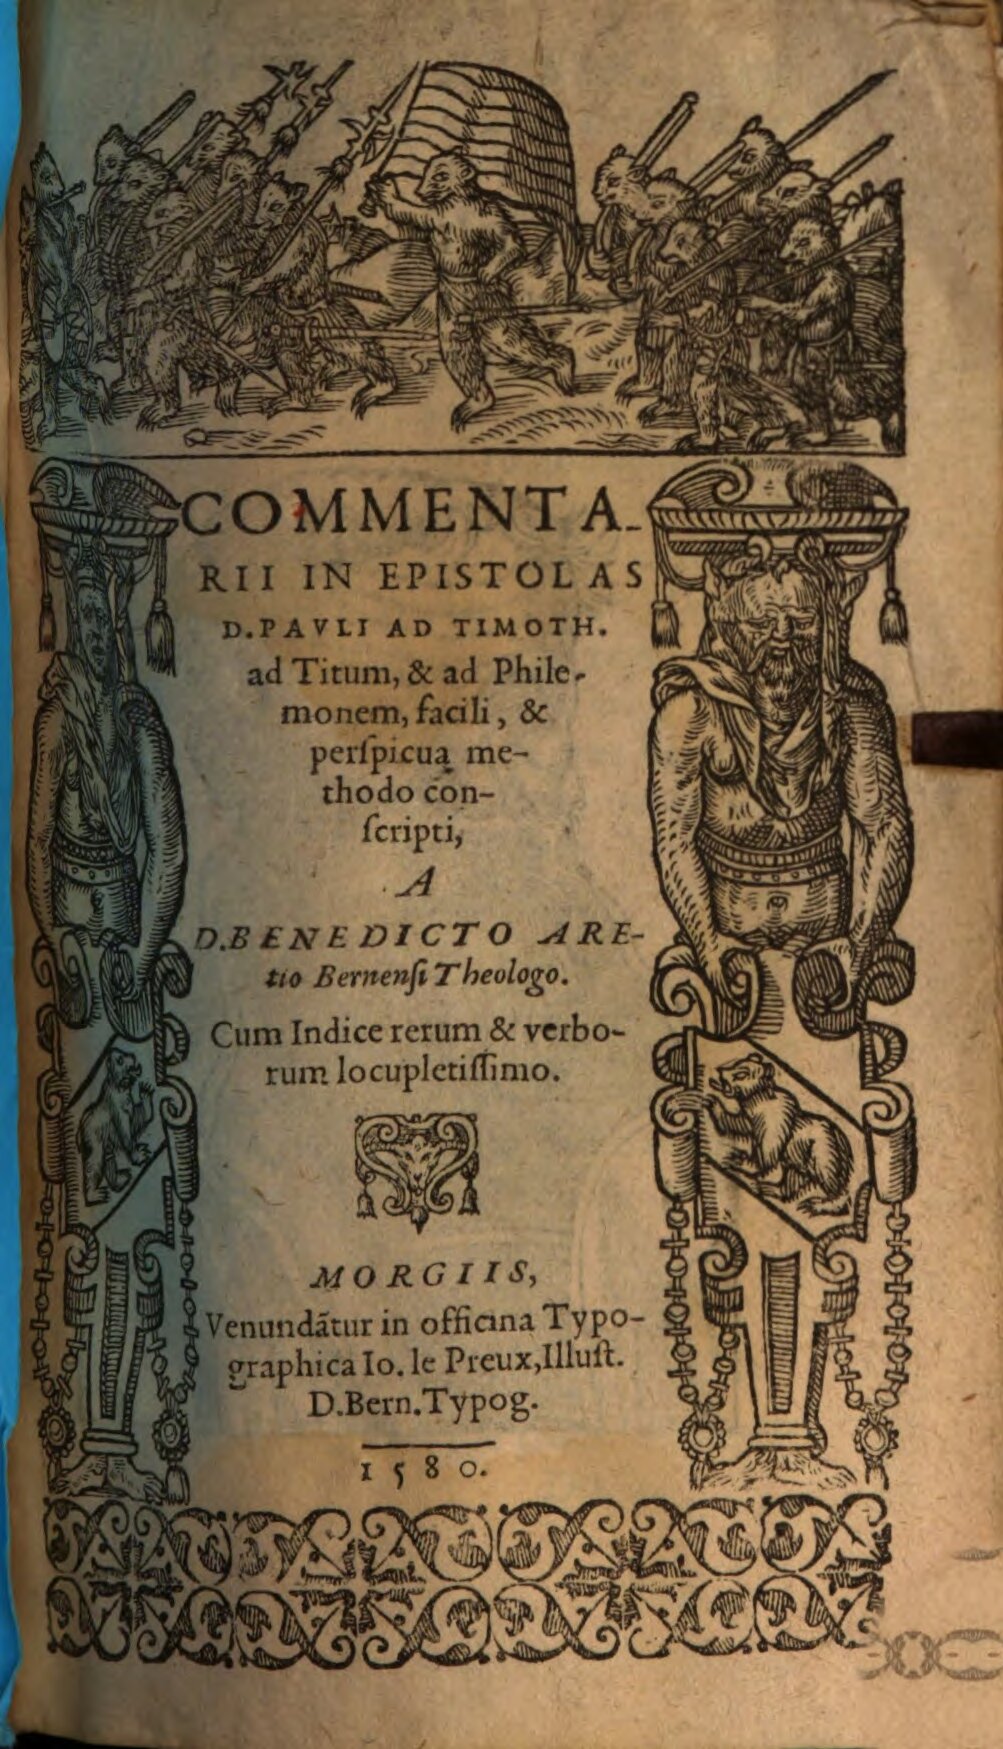 COMMENTA-
RII IN EPISTOLAS
D. PAVLI AD TIMOTH.
ad Titum, & ad Phile-
monem, facili, &
perſpicua me-
thodo con-
ſcripti,
A
D. BENEDICTO ARE-
tio Bernenſi Theologo.
Cum Indice rerum & verbo-
rum locupletiſſimo.
MORGIIS,
Venundãtur in officina Typo-
graphica Io. le Preux, Illuſt.
D. Bern. Typog.
1580.